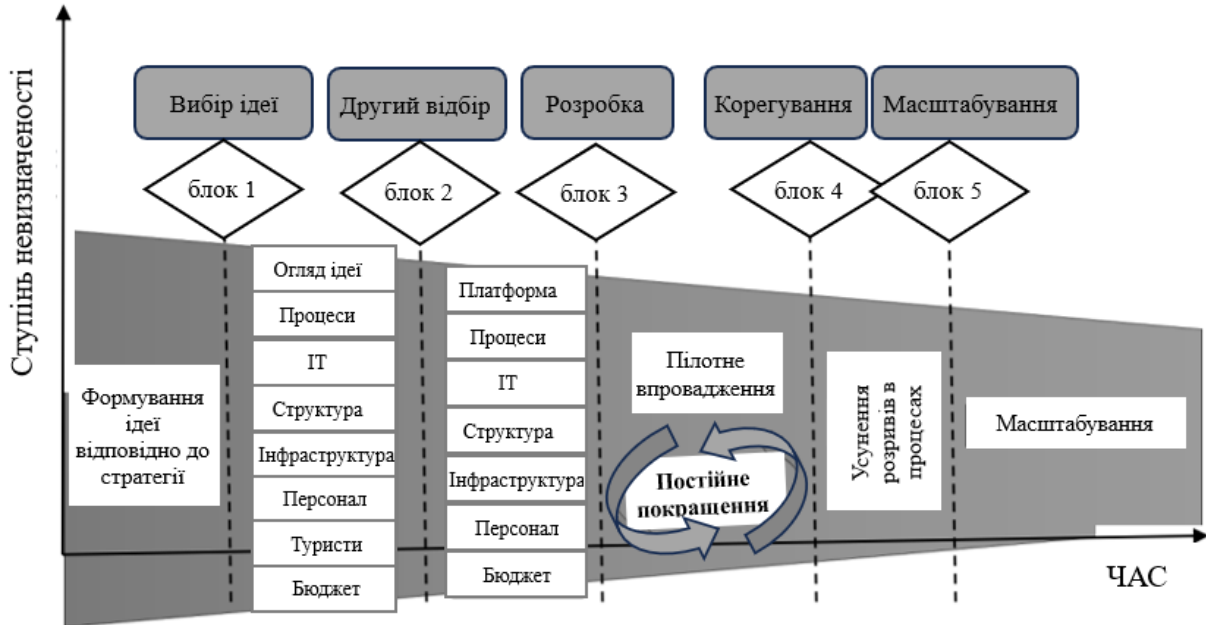 Ступінь невизначеності
Вибір ідеї
Другий відбір
Розробка
Корегування
Масштабування
блок 1
блок 2
блок 3
блок 4
блок 5
Формування
ідеї
відповідно до
стратегії
Огляд ідеї
Процеси
ІТ
Структура
Інфраструктура
Персонал
Туристи
Бюджет
Платформа
Процеси
ІТ
Структура
Інфраструктура
Персонал
Бюджет
Пілотне
впровадження
Постійне
покращення
Усунення
розривів в
процесах
Масштабування
ЧАС